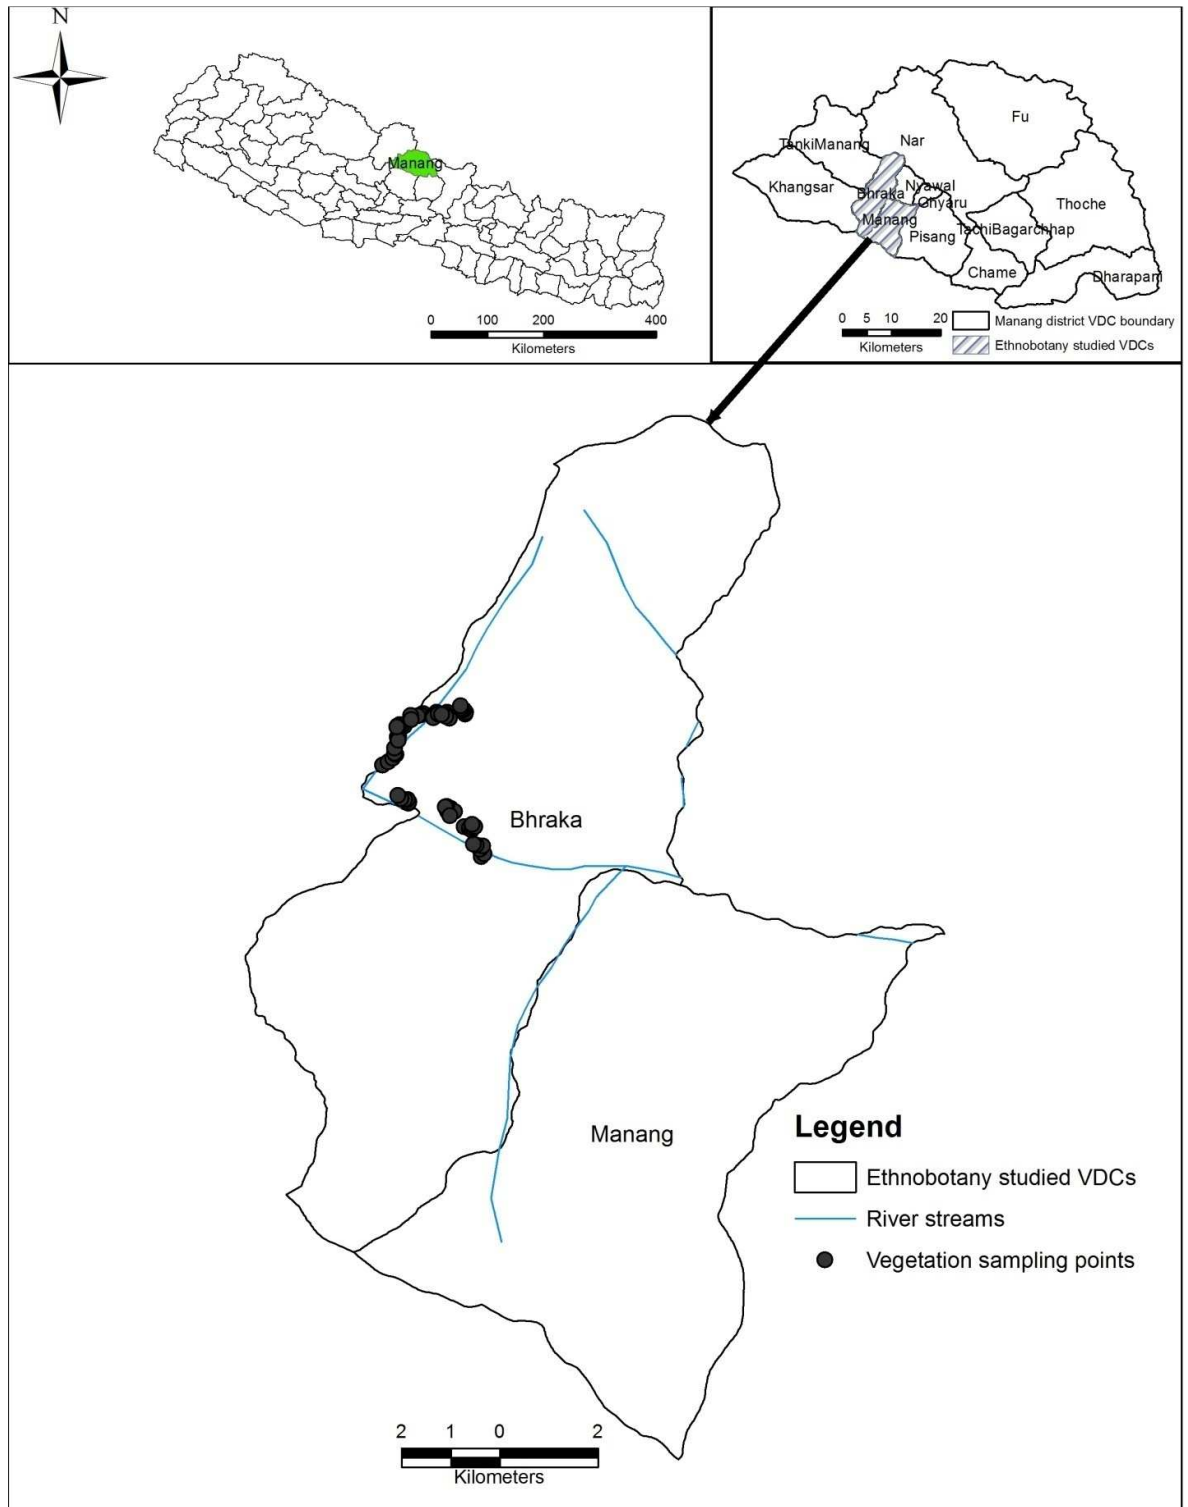 N
Manang
0 100 200 400
Kilometers
Fu
Nar
TankiManang
Khangsar
Nyawal
Bhraka
Ghyaru
Thoche
Manang
TachiBagarchhap
Pisang
Chame
Dharapani
0 5 10 20
Kilometers
Manang district VDC boundary
Ethnobotany studied VDCs
Bhraka
Manang
Legend
Ethnobotany studied VDCs
River streams
Vegetation sampling points
2 1 0 2
Kilometers